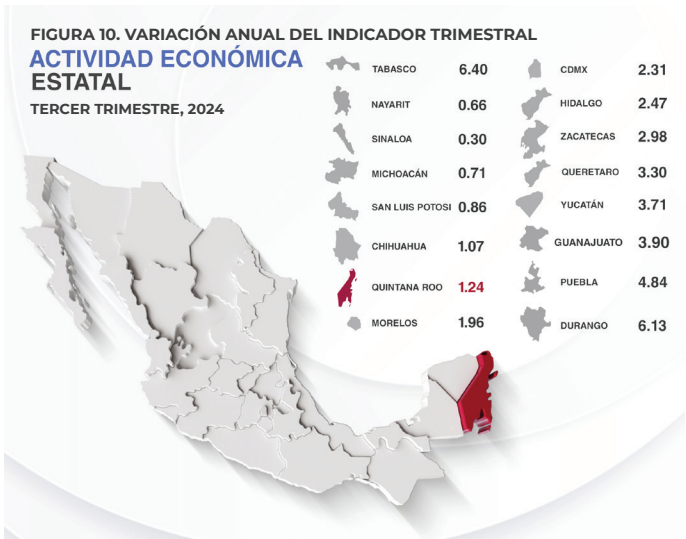 FIGURA 10. VARIACIÓN ANUAL DEL INDICADOR TRIMESTRAL
ACTIVIDAD ECONÓMICA
ESTATAL
TERCER TRIMESTRE, 2024
TABASCO 6.40
NAYARIT 0.66
SINALOA 0.30
MICHOACÁN 0.71
SAN LUIS POTOSI 0.86
CHIHUAHUA 1.07
QUINTANA ROO 1.24
MORELOS 1.96
CDMX 2.31
HIDALGO 2.47
ZACATECAS 2.98
QUERETARO 3.30
YUCATÁN 3.71
GUANAJUATO 3.90
PUEBLA 4.84
DURANGO 6.13